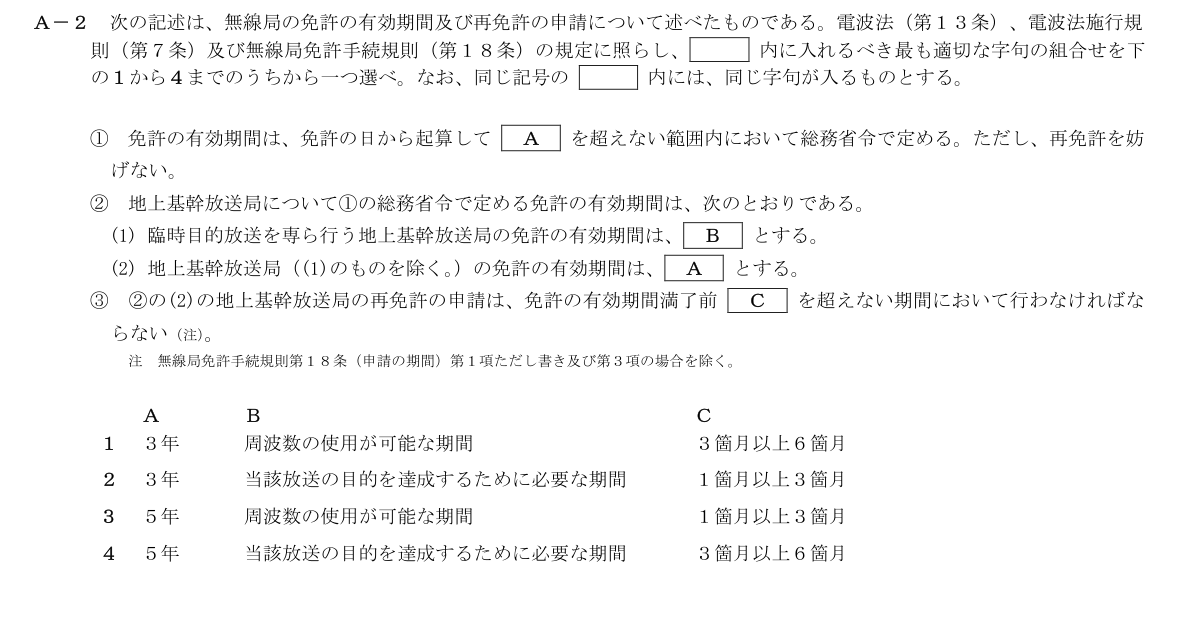 Ａ－２　次の記述は、無線局の免許の有効期間及び再免許の申請について述べたものである。電波法（第１３条）、電波法施行規
則（第７条）及び無線局免許手続規則（第１８条）の規定に照らし、　　　内に入れるべき最も適切な字句の組合せを下
の１から４までのうちから一つ選べ。なお、同じ記号の　　　内には、同じ字句が入るものとする。
①　免許の有効期間は、免許の日から起算して　A　を超えない範囲内において総務省令で定める。ただし、再免許を妨
げない。
②　地上基幹放送局について①の総務省令で定める免許の有効期間は、次のとおりである。
(1) 臨時目的放送を専ら行う地上基幹放送局の免許の有効期間は、　B　とする。
(2) 地上基幹放送局（(1)のものを除く。）の免許の有効期間は、　A　とする。
③　②の(2)の地上基幹放送局の再免許の申請は、免許の有効期間満了前　C　を超えない期間において行わなければな
らない（注）。
注　無線局免許手続規則第１８条（申請の期間）第１項ただし書き及び第３項の場合を除く。
A　B　C
1　３年　周波数の使用が可能な期間　３箇月以上６箇月
2　３年　当該放送の目的を達成するために必要な期間　１箇月以上３箇月
3　５年　周波数の使用が可能な期間　１箇月以上３箇月
4　５年　当該放送の目的を達成するために必要な期間　３箇月以上６箇月